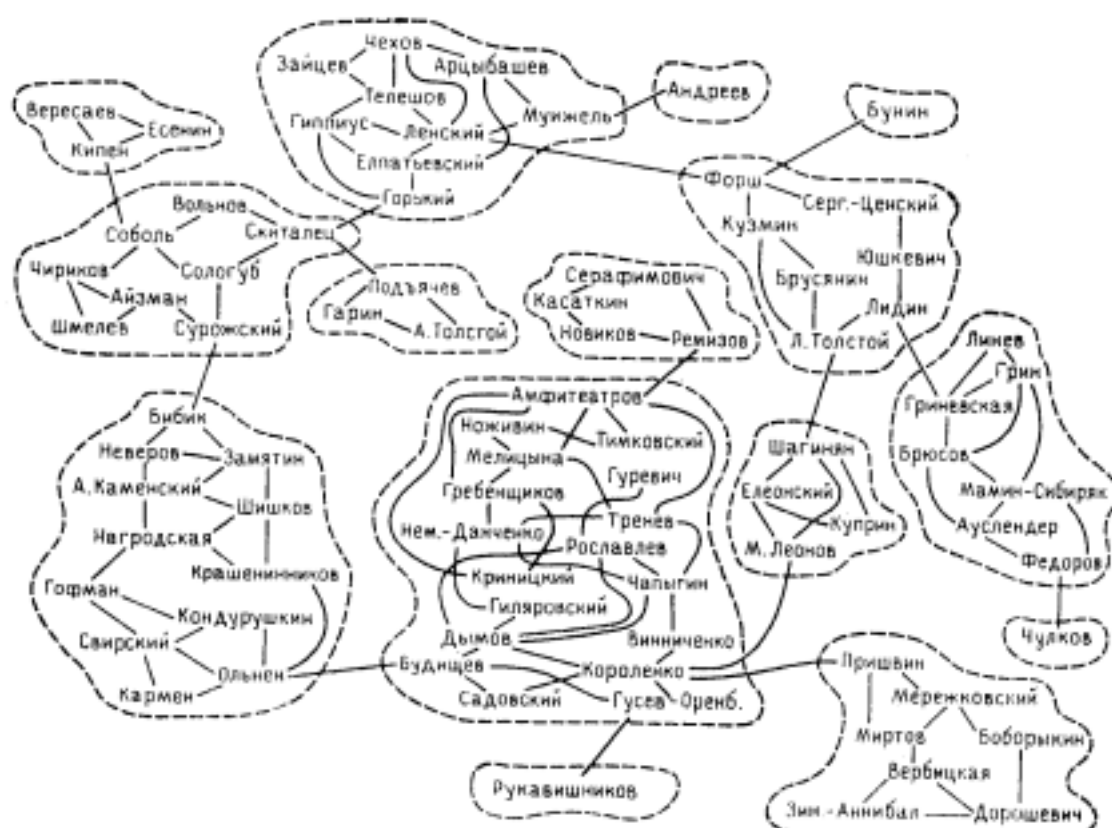 Чехов
Зайцев
Арцыбашев
Телешов
Гиппиус
Ленский
Муижель
Елпатьевский
Горький
Андреев
Бунин
Вересаев
Есенин
Кипен
Вольнов
Соболь
Скиталец
Чириков
Сологуб
Айзман
Шмелев
Сурожский
Подъячев
Гарин
А. Толстой
Серафимович
Касаткин
Новиков
Ремизов
Форш
Серг.-Ценский
Кузмин
Юшкевич
Брусянин
Лидин
Л. Толстой
Линев
Грин
Гриневская
Брюсов
Мамин-Сибиряк
Ауслендер
Федоров
Чулков
Бибик
Неверов
Замятин
А. Каменский
Шишков
Нагродская
Крашенинников
Гофман
Кондурушкин
Свирский
Ольнем
Кармен
Амфитеатров
Ноживин
Тимковский
Мелицына
Гуревич
Гребенщиков
Тренев
Нем.-Данченко
Рославлев
Криницкий
Чапыгин
Гиляровский
Дымов
Винниченко
Будищев
Короленко
Садовский
Гусев
Оренб.
Рукавишников
Шагинян
Елеонский
Куприн
М. Леонов
Пришвин
Мережковский
Миртов
Боборыкин
Вербицкая
Зин.-Аннибал
Дорошевич